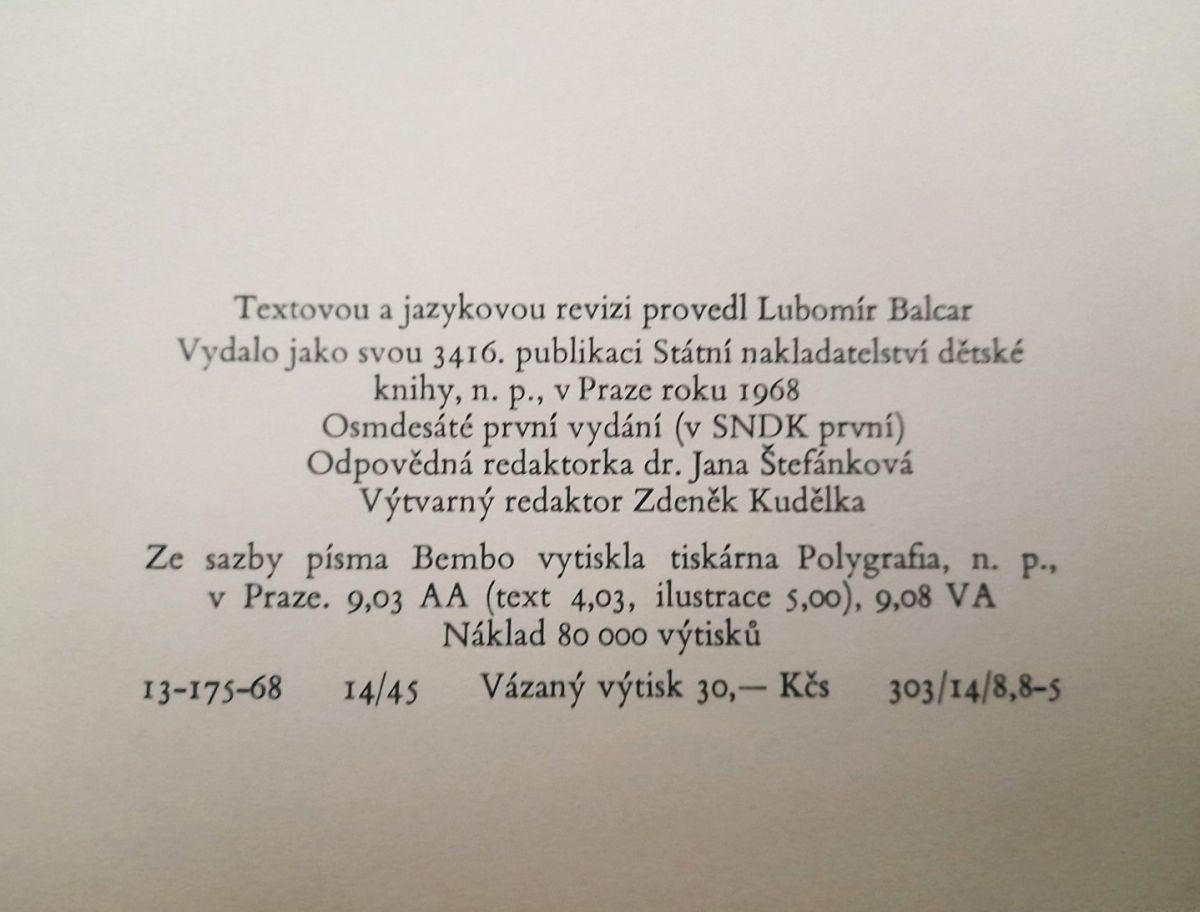 Textovou a jazykovou revizi provedl Lubomír Balcar
Vydalo jako svou 3416. publikaci Státní nakladatelství dětské
knihy, n. p., v Praze roku 1968
Osmdesáté první vydání (v SNDK první)
Odpovědná redaktorka dr. Jana Štefánková
Výtvarný redaktor Zdeněk Kudělka
Ze sazby písma Bembo vytiskla tiskárna Polygrafia, n. p.,
v Praze. 9,03 AA (text 4,03, ilustrace 5,00), 9,08 VA
Náklad 80 000 výtisků
13-175-68 14/45 Vázaný výtisk 30,— Kčs 303/14/8,8-5